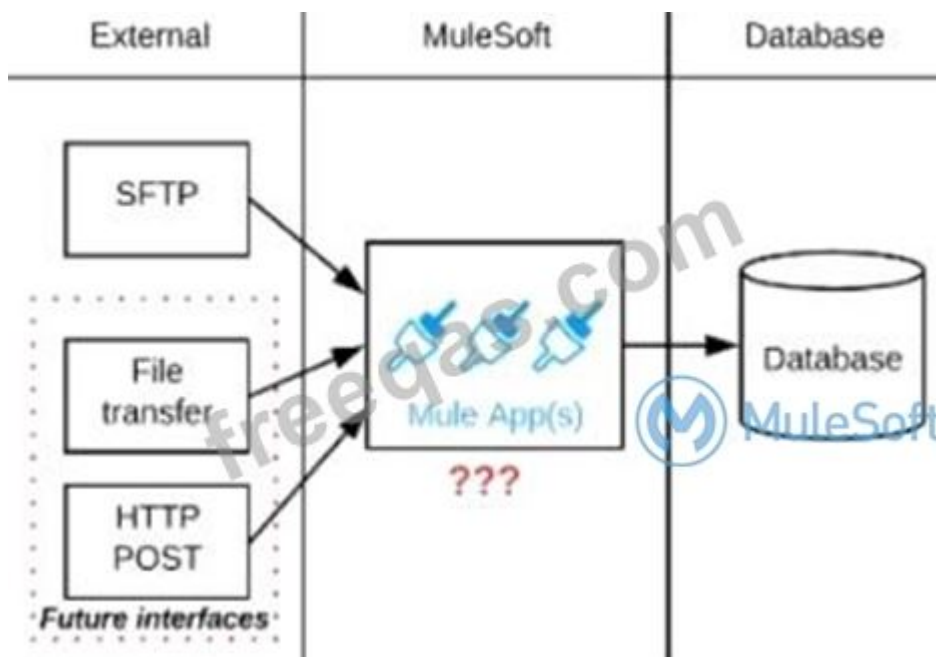 External
MuleSoft
Database
SFTP
File
transfer
HTTP
POST
Future interfaces
Mule App(s)
???
Database
MuleSoft
freeqas.com